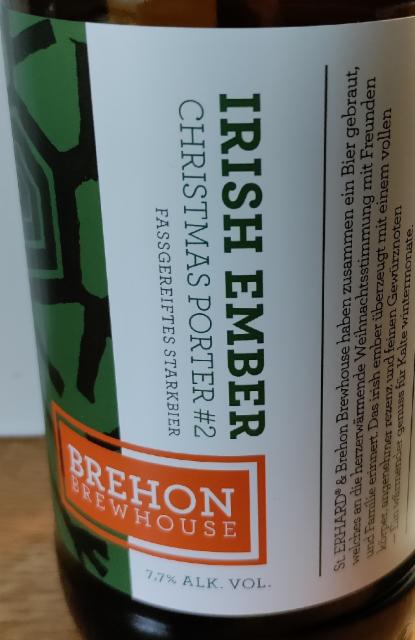 IRISH EMBER
CHRISTMAS PORTER #2
FASSGEREIFTES STARKBIER
BREHON
BREWHOUSE
7,7% ALK. VOL.
St ERHARD® & Brehon Brewhouse haben zusammen ein Bier gebraut,
welches an die herzerwärmende Weihnachtsstimmung mit Freunden
und Familie erinnert. Das irish ember überzeugt mit einem vollen
körper, angenehmer rezenz und feinen Gewürznoten
– Ein wärmender genuss für Kalte wintermonate.